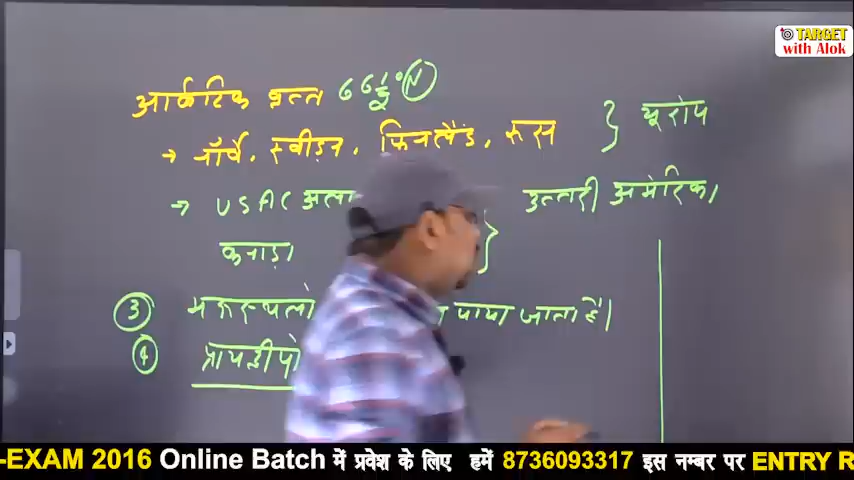 TARGET
with Alok
आर्कटिक वृत्त 66½°N
→ नॉर्वे, स्वीडन, फिनलैंड, रूस } यूरोप
→ USA( } उत्तरी अमेरिका
कनाडा
③ पाया जाता है।
④
-EXAM 2016 Online Batch में प्रवेश के लिए हमें 8736093317 इस नम्बर पर ENTRY R